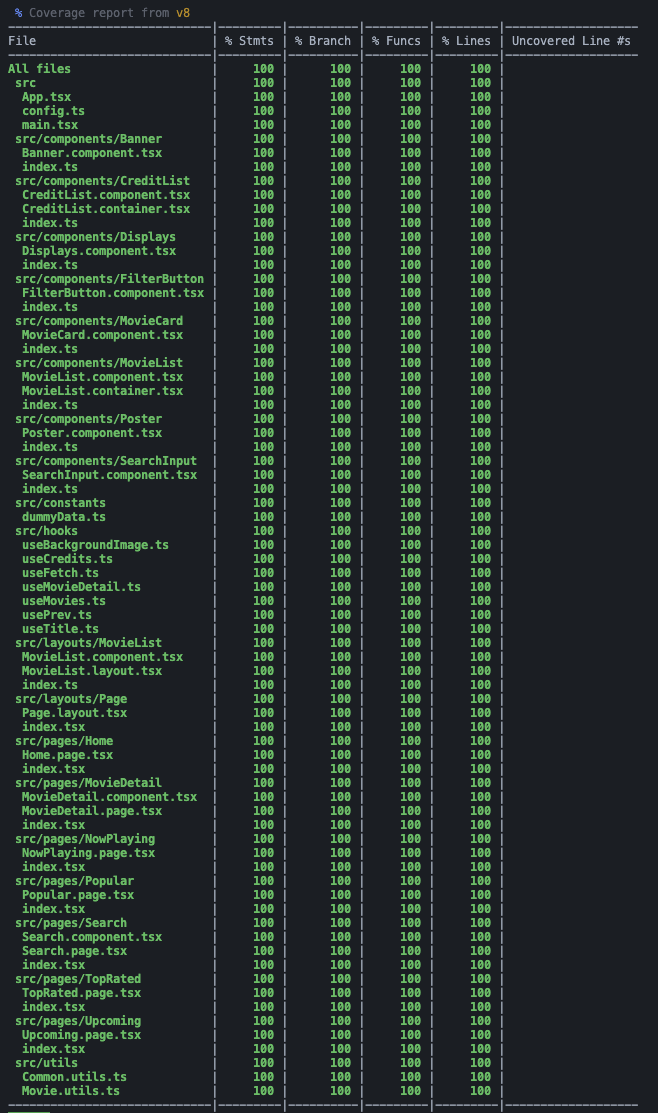 % Coverage report from v8
File | % Stmts | % Branch | % Funcs | % Lines | Uncovered Line #s
All files | 100 | 100 | 100 | 100 |
src | 100 | 100 | 100 | 100 |
App.tsx | 100 | 100 | 100 | 100 |
config.ts | 100 | 100 | 100 | 100 |
main.tsx | 100 | 100 | 100 | 100 |
src/components/Banner | 100 | 100 | 100 | 100 |
Banner.component.tsx | 100 | 100 | 100 | 100 |
index.ts | 100 | 100 | 100 | 100 |
src/components/CreditList | 100 | 100 | 100 | 100 |
CreditList.component.tsx | 100 | 100 | 100 | 100 |
CreditList.container.tsx | 100 | 100 | 100 | 100 |
index.ts | 100 | 100 | 100 | 100 |
src/components/Displays | 100 | 100 | 100 | 100 |
Displays.component.tsx | 100 | 100 | 100 | 100 |
index.ts | 100 | 100 | 100 | 100 |
src/components/FilterButton | 100 | 100 | 100 | 100 |
FilterButton.component.tsx | 100 | 100 | 100 | 100 |
index.ts | 100 | 100 | 100 | 100 |
src/components/MovieCard | 100 | 100 | 100 | 100 |
MovieCard.component.tsx | 100 | 100 | 100 | 100 |
index.ts | 100 | 100 | 100 | 100 |
src/components/MovieList | 100 | 100 | 100 | 100 |
MovieList.component.tsx | 100 | 100 | 100 | 100 |
MovieList.container.tsx | 100 | 100 | 100 | 100 |
index.ts | 100 | 100 | 100 | 100 |
src/components/Poster | 100 | 100 | 100 | 100 |
Poster.component.tsx | 100 | 100 | 100 | 100 |
index.ts | 100 | 100 | 100 | 100 |
src/components/SearchInput | 100 | 100 | 100 | 100 |
SearchInput.component.tsx | 100 | 100 | 100 | 100 |
index.ts | 100 | 100 | 100 | 100 |
src/constants | 100 | 100 | 100 | 100 |
dummyData.ts | 100 | 100 | 100 | 100 |
src/hooks | 100 | 100 | 100 | 100 |
useBackgroundImage.ts | 100 | 100 | 100 | 100 |
useCredits.ts | 100 | 100 | 100 | 100 |
useFetch.ts | 100 | 100 | 100 | 100 |
useMovieDetail.ts | 100 | 100 | 100 | 100 |
useMovies.ts | 100 | 100 | 100 | 100 |
usePrev.ts | 100 | 100 | 100 | 100 |
useTitle.ts | 100 | 100 | 100 | 100 |
src/layouts/MovieList | 100 | 100 | 100 | 100 |
MovieList.component.tsx | 100 | 100 | 100 | 100 |
MovieList.layout.tsx | 100 | 100 | 100 | 100 |
index.ts | 100 | 100 | 100 | 100 |
src/layouts/Page | 100 | 100 | 100 | 100 |
Page.layout.tsx | 100 | 100 | 100 | 100 |
index.tsx | 100 | 100 | 100 | 100 |
src/pages/Home | 100 | 100 | 100 | 100 |
Home.page.tsx | 100 | 100 | 100 | 100 |
index.tsx | 100 | 100 | 100 | 100 |
src/pages/MovieDetail | 100 | 100 | 100 | 100 |
MovieDetail.component.tsx | 100 | 100 | 100 | 100 |
MovieDetail.page.tsx | 100 | 100 | 100 | 100 |
index.tsx | 100 | 100 | 100 | 100 |
src/pages/NowPlaying | 100 | 100 | 100 | 100 |
NowPlaying.page.tsx | 100 | 100 | 100 | 100 |
index.tsx | 100 | 100 | 100 | 100 |
src/pages/Popular | 100 | 100 | 100 | 100 |
Popular.page.tsx | 100 | 100 | 100 | 100 |
index.tsx | 100 | 100 | 100 | 100 |
src/pages/Search | 100 | 100 | 100 | 100 |
Search.component.tsx | 100 | 100 | 100 | 100 |
Search.page.tsx | 100 | 100 | 100 | 100 |
index.tsx | 100 | 100 | 100 | 100 |
src/pages/TopRated | 100 | 100 | 100 | 100 |
TopRated.page.tsx | 100 | 100 | 100 | 100 |
index.tsx | 100 | 100 | 100 | 100 |
src/pages/Upcoming | 100 | 100 | 100 | 100 |
Upcoming.page.tsx | 100 | 100 | 100 | 100 |
index.tsx | 100 | 100 | 100 | 100 |
src/utils | 100 | 100 | 100 | 100 |
Common.utils.ts | 100 | 100 | 100 | 100 |
Movie.utils.ts | 100 | 100 | 100 | 100 |